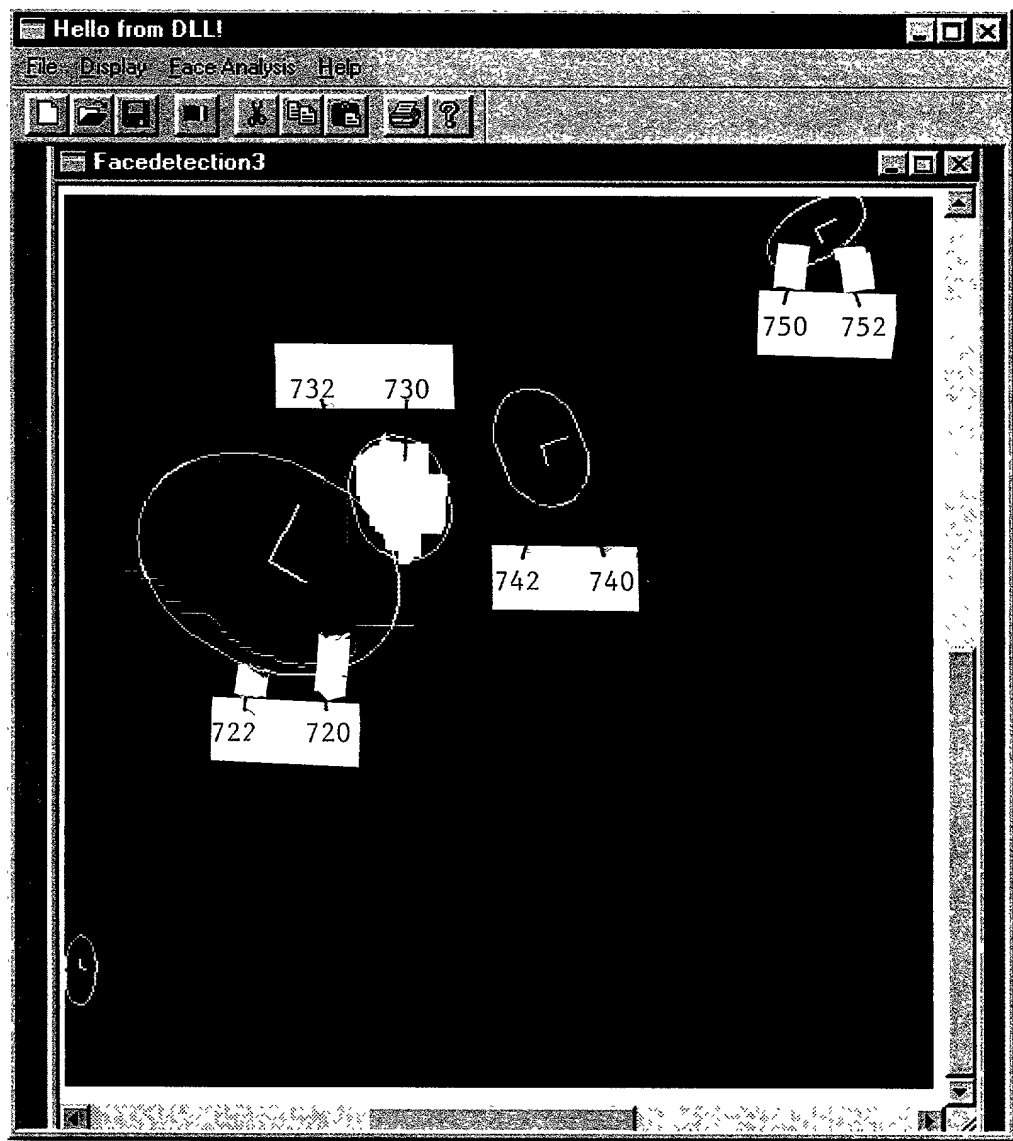 Hello from DLL!
File Display Face Analysis Help
Facedetection3
750 752
732 730
742 740
722 720